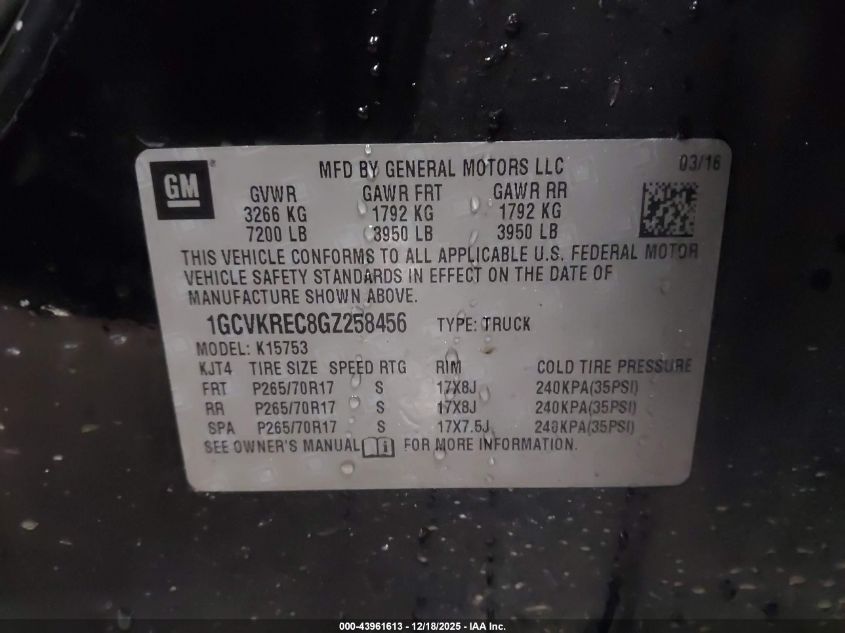 GM
MFD BY GENERAL MOTORS LLC 03/16
GVWR GAWR FRT GAWR RR
3266 KG 1792 KG 1792 KG
7200 LB 3950 LB 3950 LB
THIS VEHICLE CONFORMS TO ALL APPLICABLE U.S. FEDERAL MOTOR
VEHICLE SAFETY STANDARDS IN EFFECT ON THE DATE OF
MANUFACTURE SHOWN ABOVE.
1GCVKREC8GZ258456 TYPE: TRUCK
MODEL: K15753
KJT4 TIRE SIZE SPEED RTG RIM COLD TIRE PRESSURE
FRT P265/70R17 S 17X8J 240KPA(35PSI)
RR P265/70R17 S 17X8J 240KPA(35PSI)
SPA P265/70R17 S 17X7.5J 240KPA(35PSI)
SEE OWNER'S MANUAL FOR MORE INFORMATION.
000-43961613 - 12/18/2025 - IAA Inc.